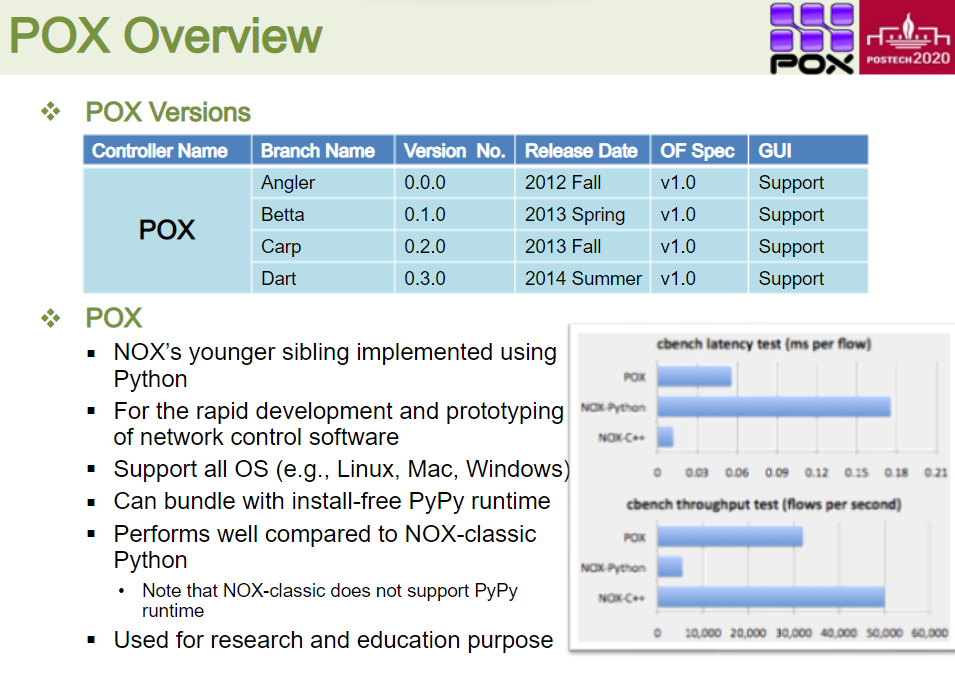 POX Overview
POX
POSTECH2020
POX Versions
Controller Name Branch Name Version No. Release Date OF Spec GUI
POX
Angler 0.0.0 2012 Fall v1.0 Support
Betta 0.1.0 2013 Spring v1.0 Support
Carp 0.2.0 2013 Fall v1.0 Support
Dart 0.3.0 2014 Summer v1.0 Support
POX
NOX's younger sibling implemented using
Python
For the rapid development and prototyping
of network control software
Support all OS (e.g., Linux, Mac, Windows)
Can bundle with install-free PyPy runtime
Performs well compared to NOX-classic
Python
Note that NOX-classic does not support PyPy
runtime
Used for research and education purpose
cbench latency test (ms per flow)
POX
NOX-Python
NOX-C++
0 0.03 0.06 0.09 0.12 0.15 0.18 0.21
cbench throughput test (flows per second)
POX
NOX-Python
NOX-C++
0 10,000 20,000 30,000 40,000 50,000 60,000